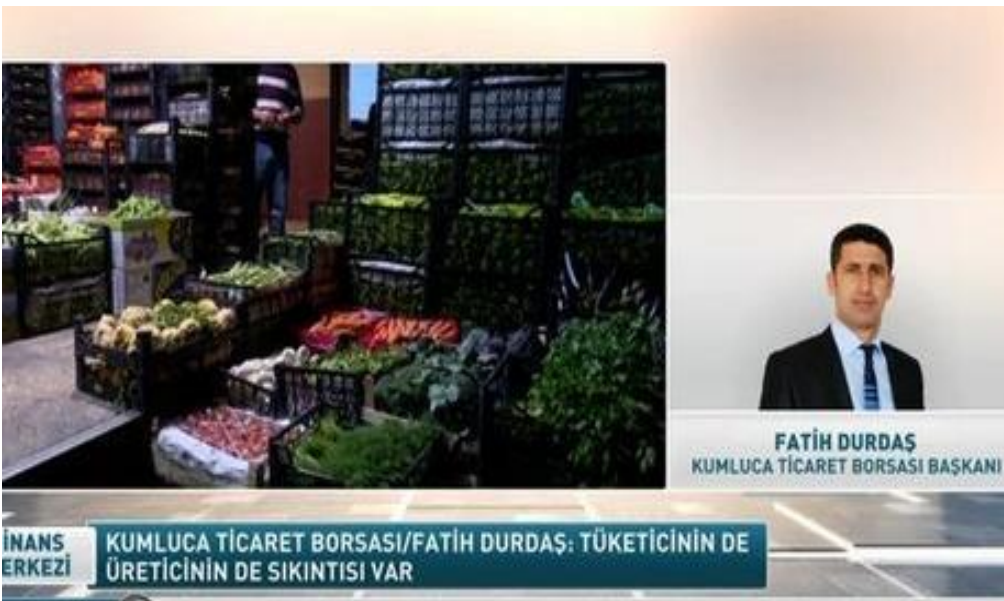 FATİH DURDAŞ
KUMLUCA TİCARET BORSASI BAŞKANI
İNANS
ERKEZİ
KUMLUCA TİCARET BORSASI/FATİH DURDAŞ: TÜKETİCİNİN DE
ÜRETİCİNİN DE SIKINTISI VAR